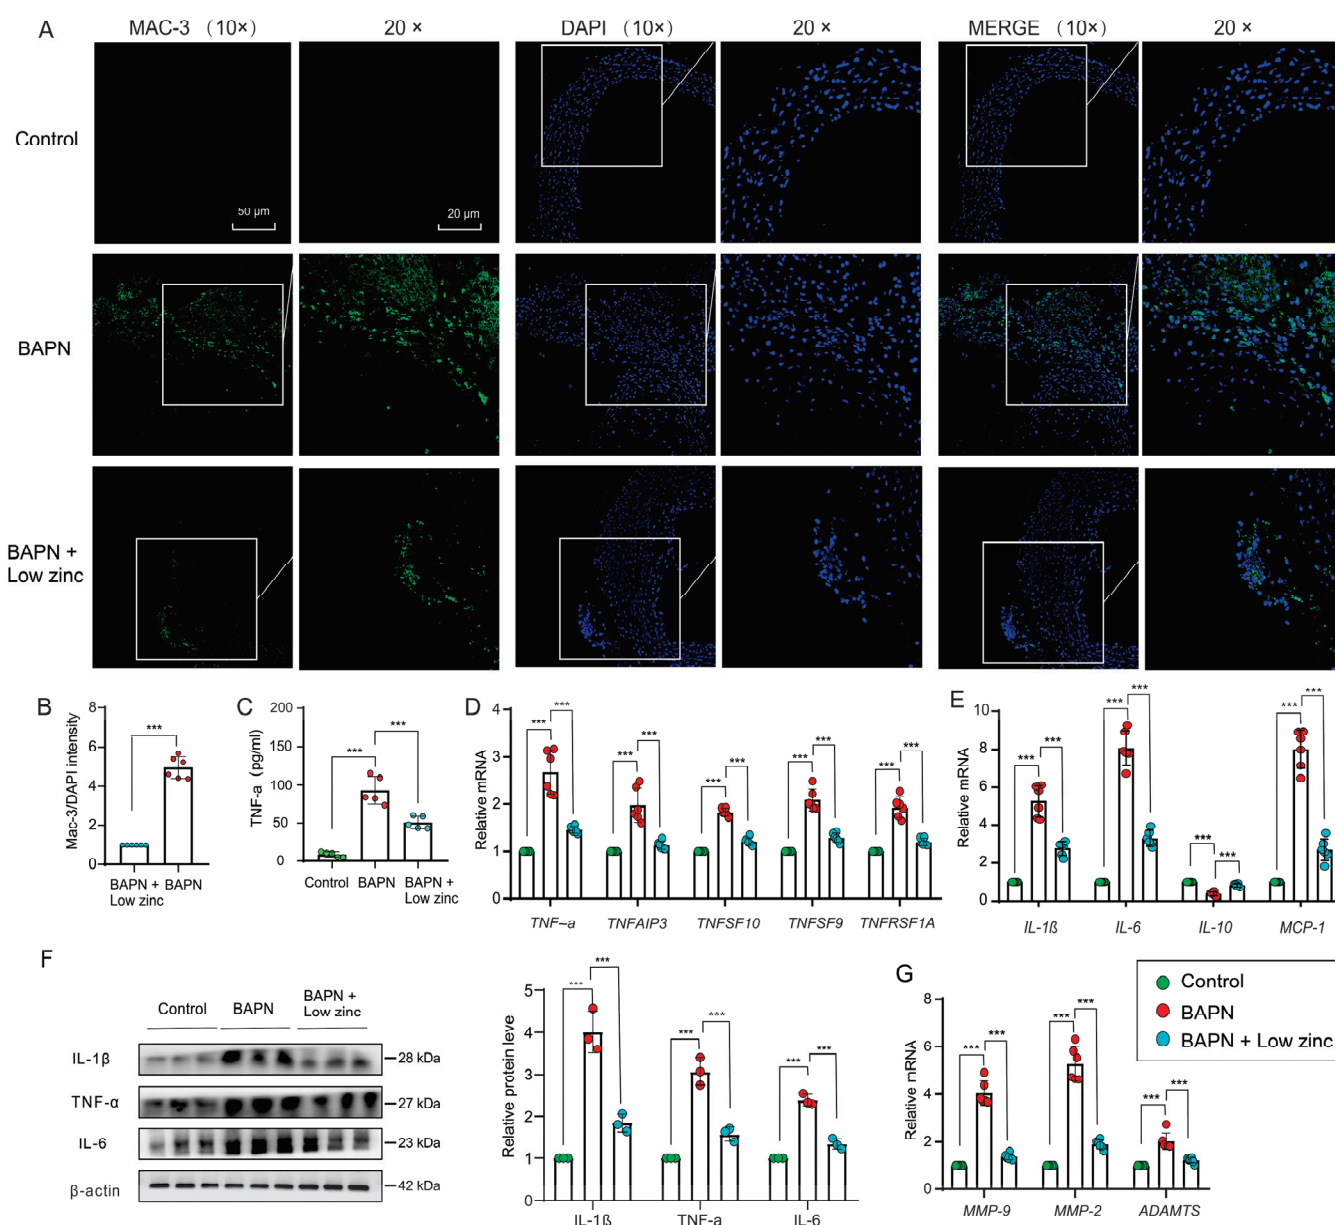 A
MAC-3 (10×)
20 ×
DAPI (10×)
20 ×
MERGE (10×)
20 ×
Control
50 µm
20 µm
BAPN
BAPN +
Low zinc
B
Mac-3/DAPI intensity
8
6
4
2
0
***
BAPN +
Low zinc
BAPN
C
TNF-a (pg/ml)
200
150
100
50
0
***
***
Control
BAPN
BAPN +
Low zinc
D
Relative mRNA
4
3
2
1
0
***
***
***
***
***
***
***
***
***
***
TNF-a
TNFAIP3
TNFSF10
TNFSF9
TNFRSF1A
E
Relative mRNA
10
8
6
4
2
0
***
***
***
***
***
***
***
***
IL-1ß
IL-6
IL-10
MCP-1
F
Control
BAPN
BAPN +
Low zinc
IL-1β
28 kDa
TNF-α
27 kDa
IL-6
23 kDa
β-actin
42 kDa
Relative protein level
5
4
3
2
1
0
***
***
***
***
***
***
IL-1ß
TNF-a
IL-6
G
Relative mRNA
8
6
4
2
0
***
***
***
***
***
***
MMP-9
MMP-2
ADAMTS
Control
BAPN
BAPN + Low zinc